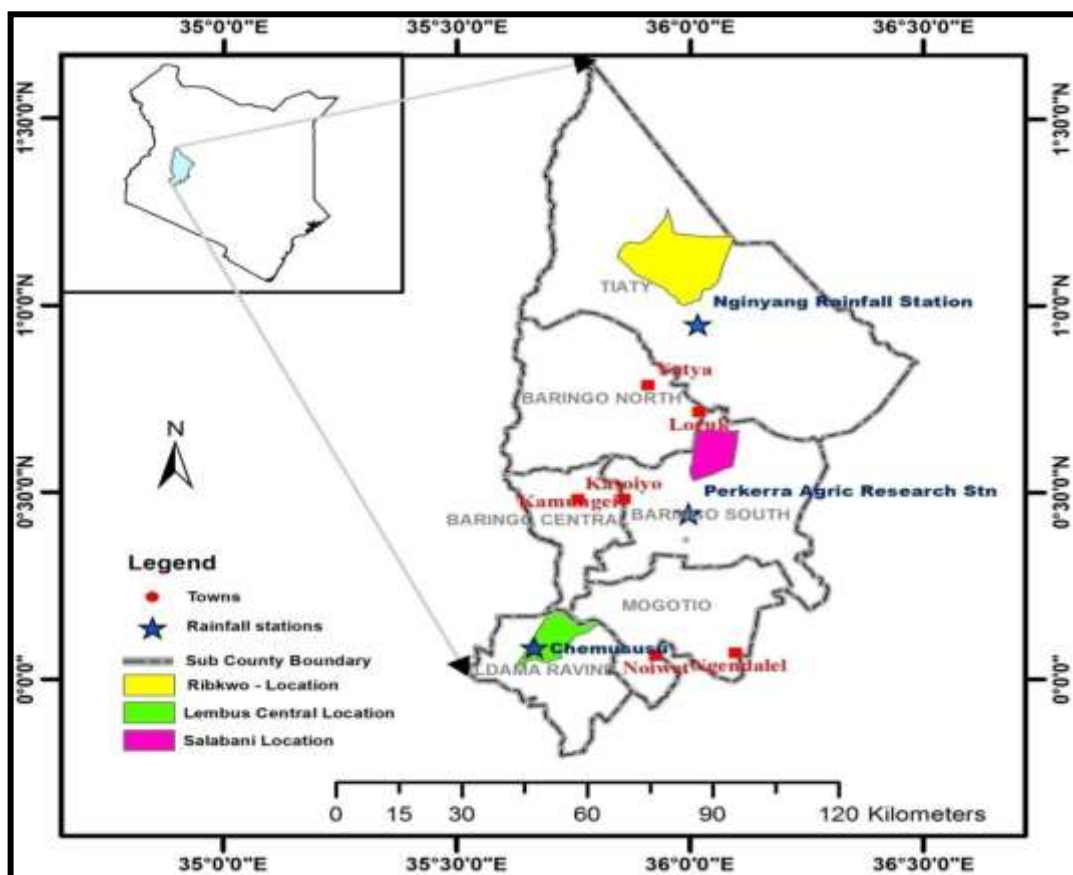 35°0'0"E 35°30'0"E 36°0'0"E 36°30'0"E
1°30'0"N 1°30'0"N
TIATY
Nginyang Rainfall Station
1°0'0"N 1°0'0"N
BARINGO NORTH
Loruk
N
Perkerra Agric Research Stn
0°30'0"N 0°30'0"N
BARINGO CENTRAL
BARINGO SOUTH
MOGOTIO
Chemususu
LDAMA RAVINE
Noiwet
Ngendalel
0°0'0" 0°0'0"
Legend
Towns
Rainfall stations
Sub County Boundary
Ribkwo - Location
Lembus Central Location
Salabani Location
0 15 30 60 90 120 Kilometers
35°0'0"E 35°30'0"E 36°0'0"E 36°30'0"E